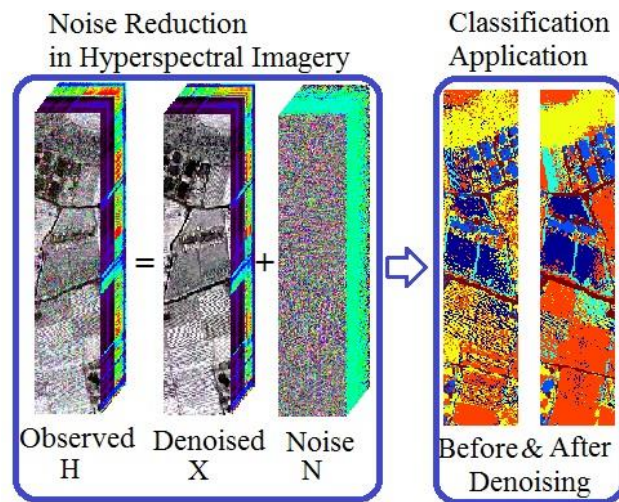 Noise Reduction
in Hyperspectral Imagery
Classification
Application
=
+
Observed
H
Denoised
X
Noise
N
Before & After
Denoising